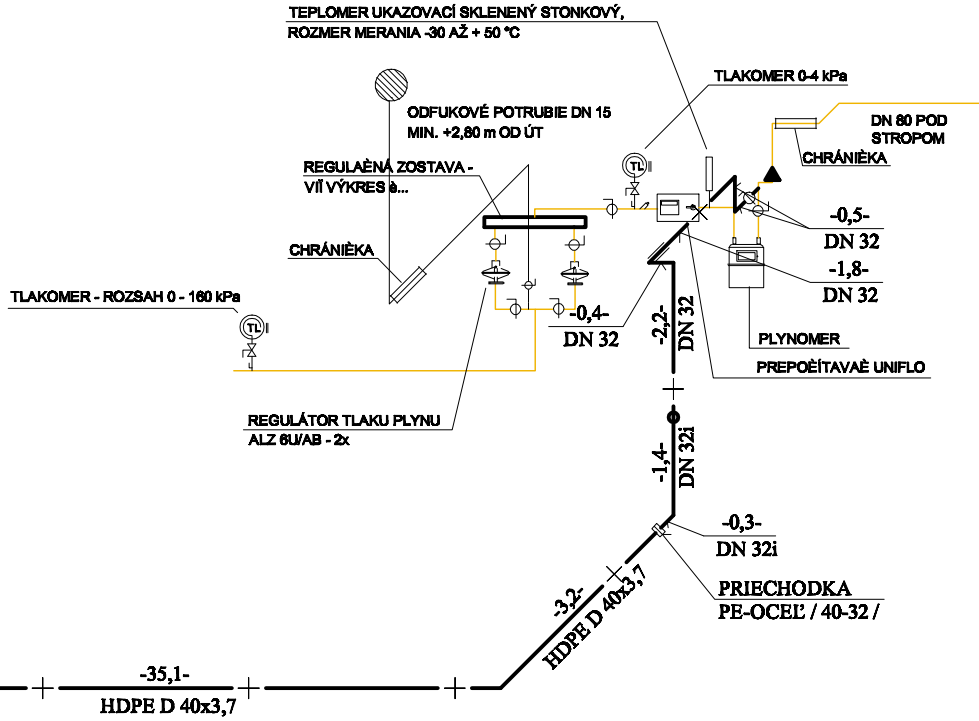 TEPLOMER UKAZOVACÍ SKLENENÝ STONKOVÝ,
ROZMER MERANIA -30 AŽ + 50 °C
TLAKOMER 0-4 kPa
ODFUKOVÉ POTRUBIE DN 15
MIN. +2,80 m OD ÚT
DN 80 POD
STROPOM
CHRÁNIÈKA
REGULAÈNÁ ZOSTAVA -
VIÏ VÝKRES è...
TL
-0,5-
DN 32
CHRÁNIÈKA
-1,8-
DN 32
TLAKOMER - ROZSAH 0 - 160 kPa
TL
-0,4-
DN 32
-2,2-
DN 32
PLYNOMER
PREPOÈÍTAVAÈ UNIFLO
REGULÁTOR TLAKU PLYNU
ALZ 6U/AB - 2x
-1,4-
DN 32i
-0,3-
DN 32i
PRIECHODKA
PE-OCEĽ / 40-32 /
-3,2-
HDPE D 40x3,7
-35,1-
HDPE D 40x3,7